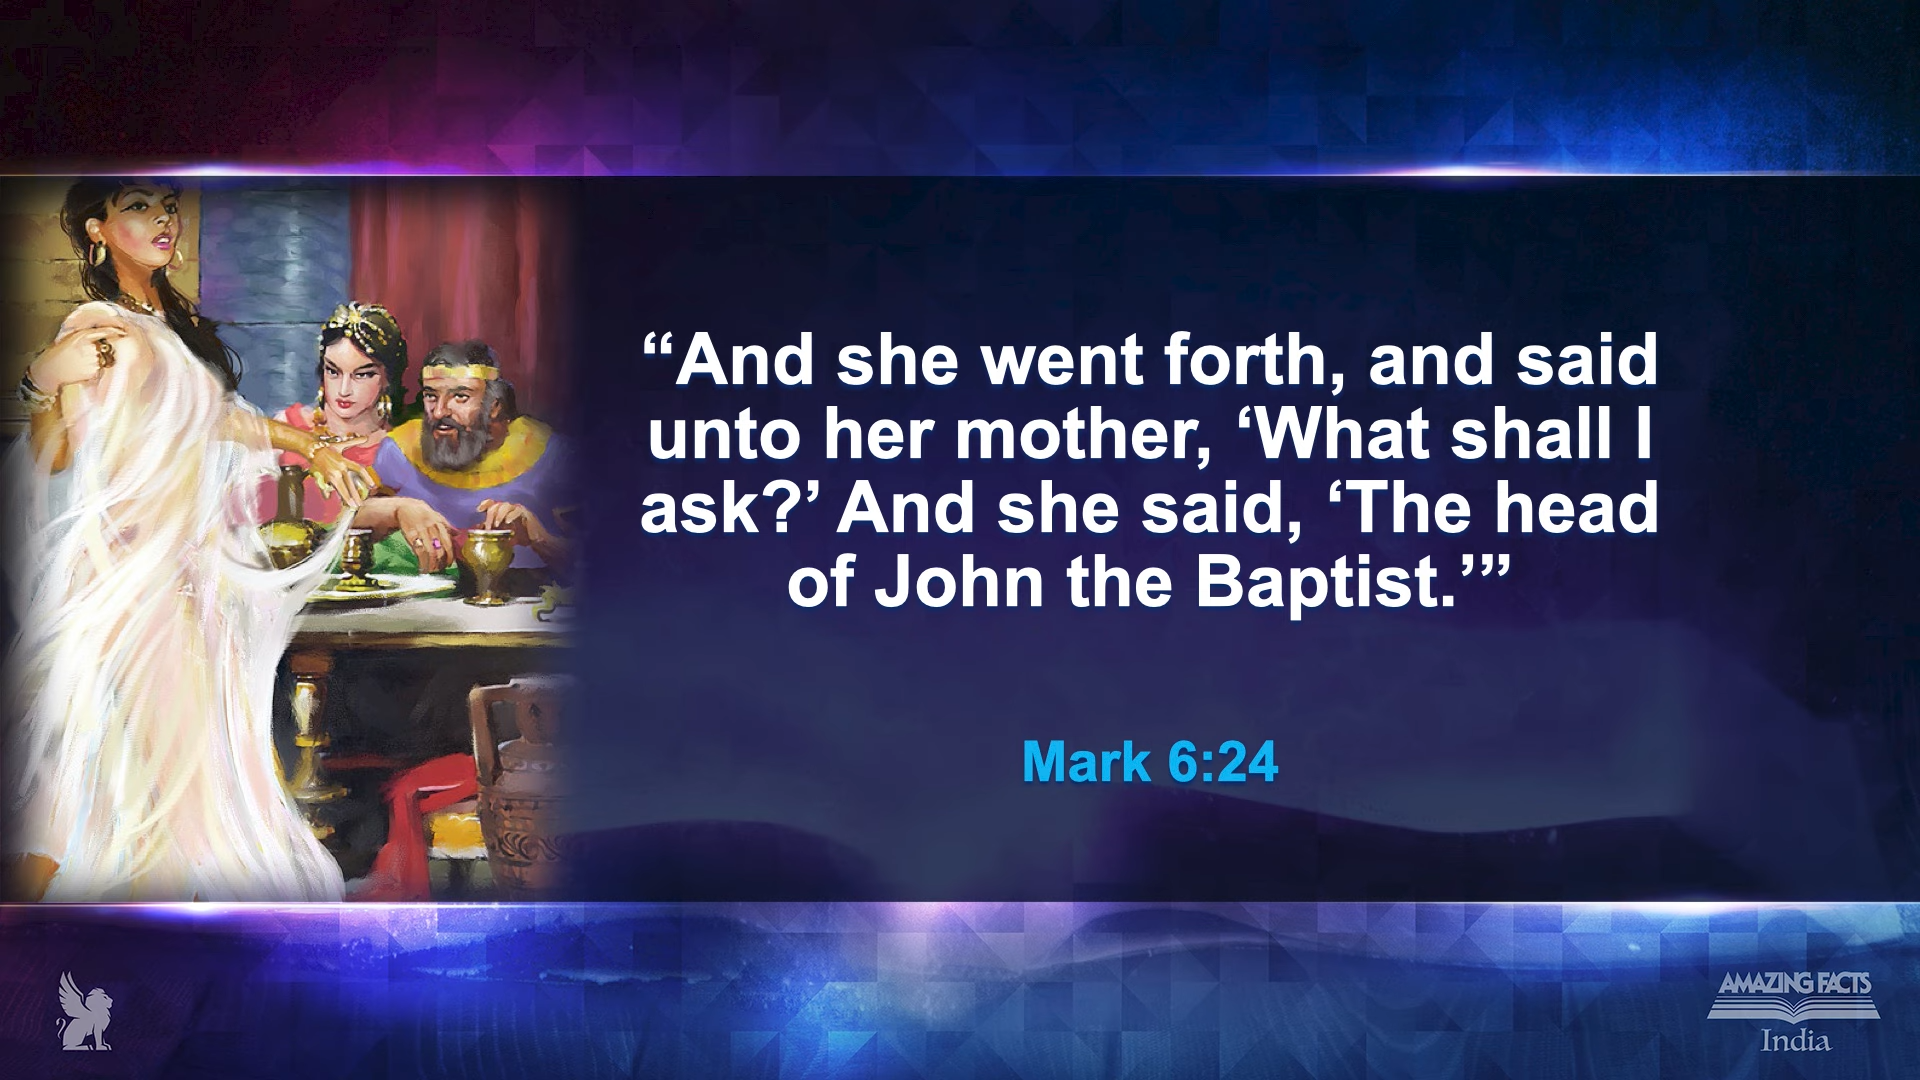 “And she went forth, and said
unto her mother, ‘What shall I
ask?’ And she said, ‘The head
of John the Baptist.’”
Mark 6:24
AMAZING FACTS
India